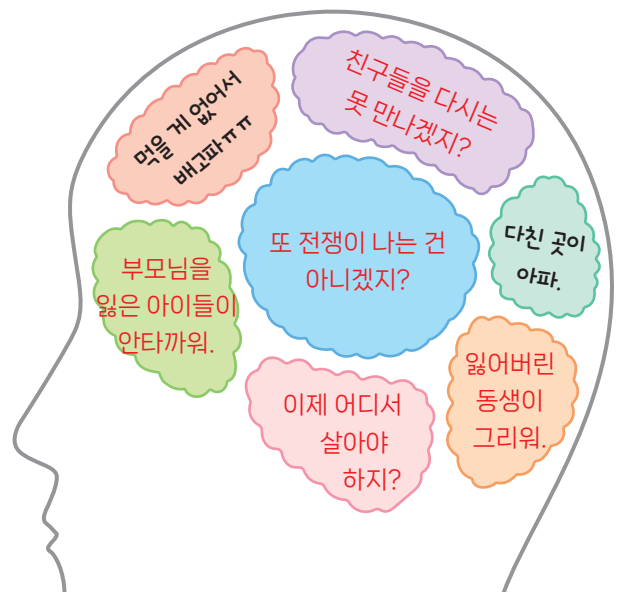 먹을 게 없어서
배고파ㅠㅠ
친구들을 다시는
못 만나겠지?
또 전쟁이 나는 건
아니겠지?
다친 곳이
아파.
부모님을
잃은 아이들이
안타까워.
이제 어디서
살아야
하지?
잃어버린
동생이
그리워.